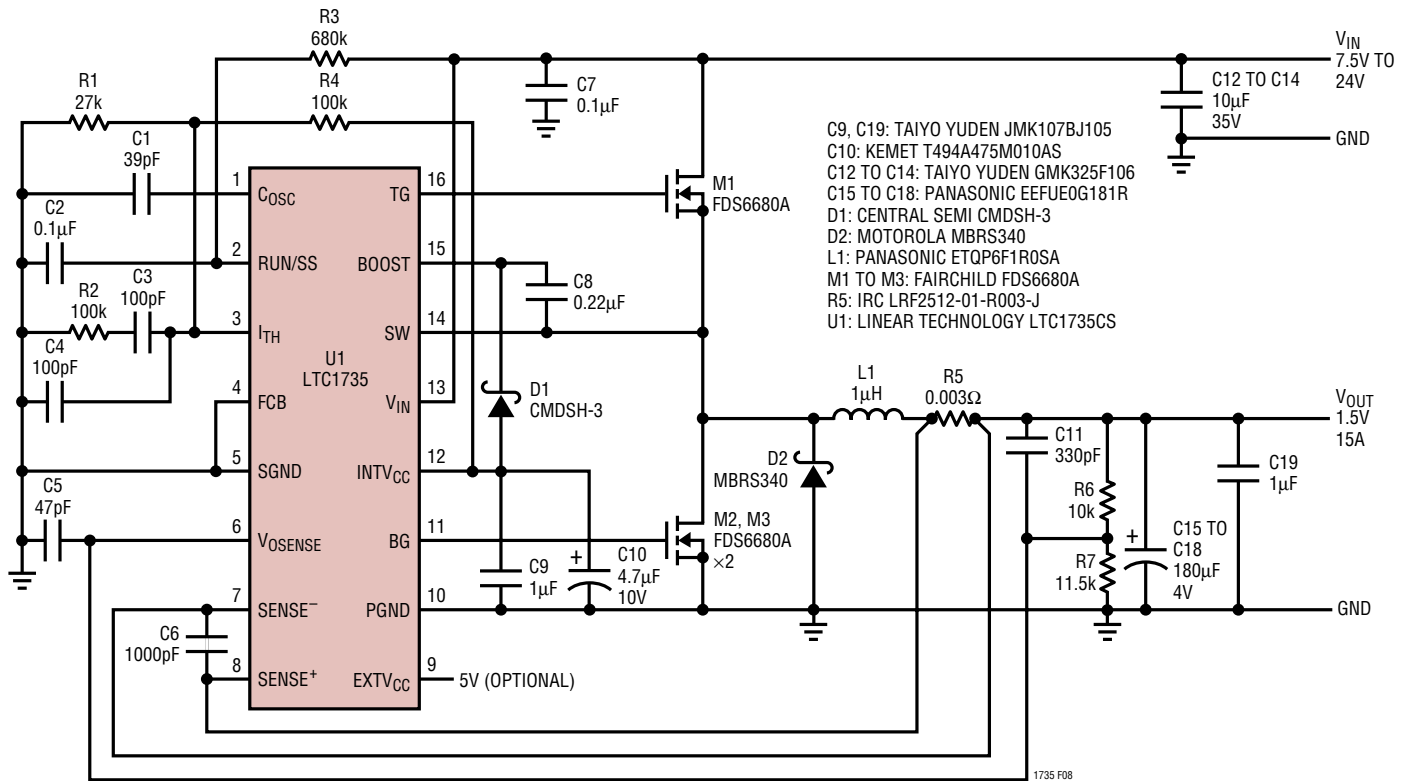 R3
680k
R1
27k
R4
100k
C1
39pF
C2
0.1µF
R2
100k
C3
100pF
C4
100pF
C5
47pF
C6
1000pF
1
C_OSC
2
RUN/SS
3
I_TH
4
FCB
5
SGND
6
V_OSENSE
7
SENSE⁻
8
SENSE⁺
U1
LTC1735
16
TG
15
BOOST
14
SW
13
V_IN
12
INTV_CC
11
BG
10
PGND
9
EXTV_CC
5V (OPTIONAL)
C7
0.1µF
M1
FDS6680A
C8
0.22µF
D1
CMDSH-3
C9
1µF
+
C10
4.7µF
10V
M2, M3
FDS6680A
×2
D2
MBRS340
L1
1µH
R5
0.003Ω
C11
330pF
R6
10k
R7
11.5k
+
C15 TO
C18
180µF
4V
C19
1µF
V_IN
7.5V TO
24V
C12 TO C14
10µF
35V
GND
V_OUT
1.5V
15A
GND
C9, C19: TAIYO YUDEN JMK107BJ105
C10: KEMET T494A475M010AS
C12 TO C14: TAIYO YUDEN GMK325F106
C15 TO C18: PANASONIC EEFUE0G181R
D1: CENTRAL SEMI CMDSH-3
D2: MOTOROLA MBRS340
L1: PANASONIC ETQP6F1R0SA
M1 TO M3: FAIRCHILD FDS6680A
R5: IRC LRF2512-01-R003-J
U1: LINEAR TECHNOLOGY LTC1735CS
1735 F08